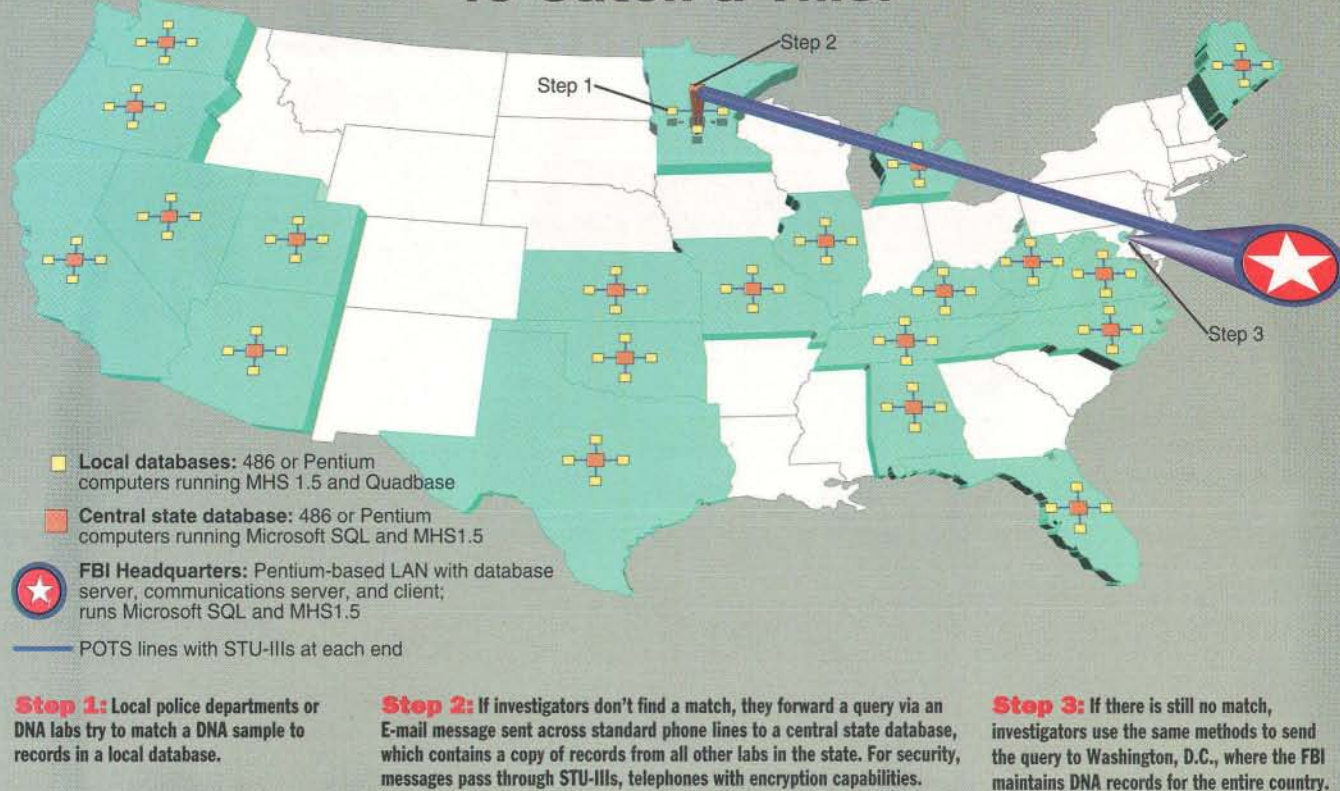 Step 2
Step 1
Step 3
Local databases: 486 or Pentium
computers running MHS 1.5 and Quadbase
Central state database: 486 or Pentium
computers running Microsoft SQL and MHS1.5
FBI Headquarters: Pentium-based LAN with database
server, communications server, and client;
runs Microsoft SQL and MHS1.5
POTS lines with STU-IIIs at each end
Step 1: Local police departments or
DNA labs try to match a DNA sample to
records in a local database.
Step 2: If investigators don't find a match, they forward a query via an
E-mail message sent across standard phone lines to a central state database,
which contains a copy of records from all other labs in the state. For security,
messages pass through STU-IIIs, telephones with encryption capabilities.
Step 3: If there is still no match,
investigators use the same methods to send
the query to Washington, D.C., where the FBI
maintains DNA records for the entire country.